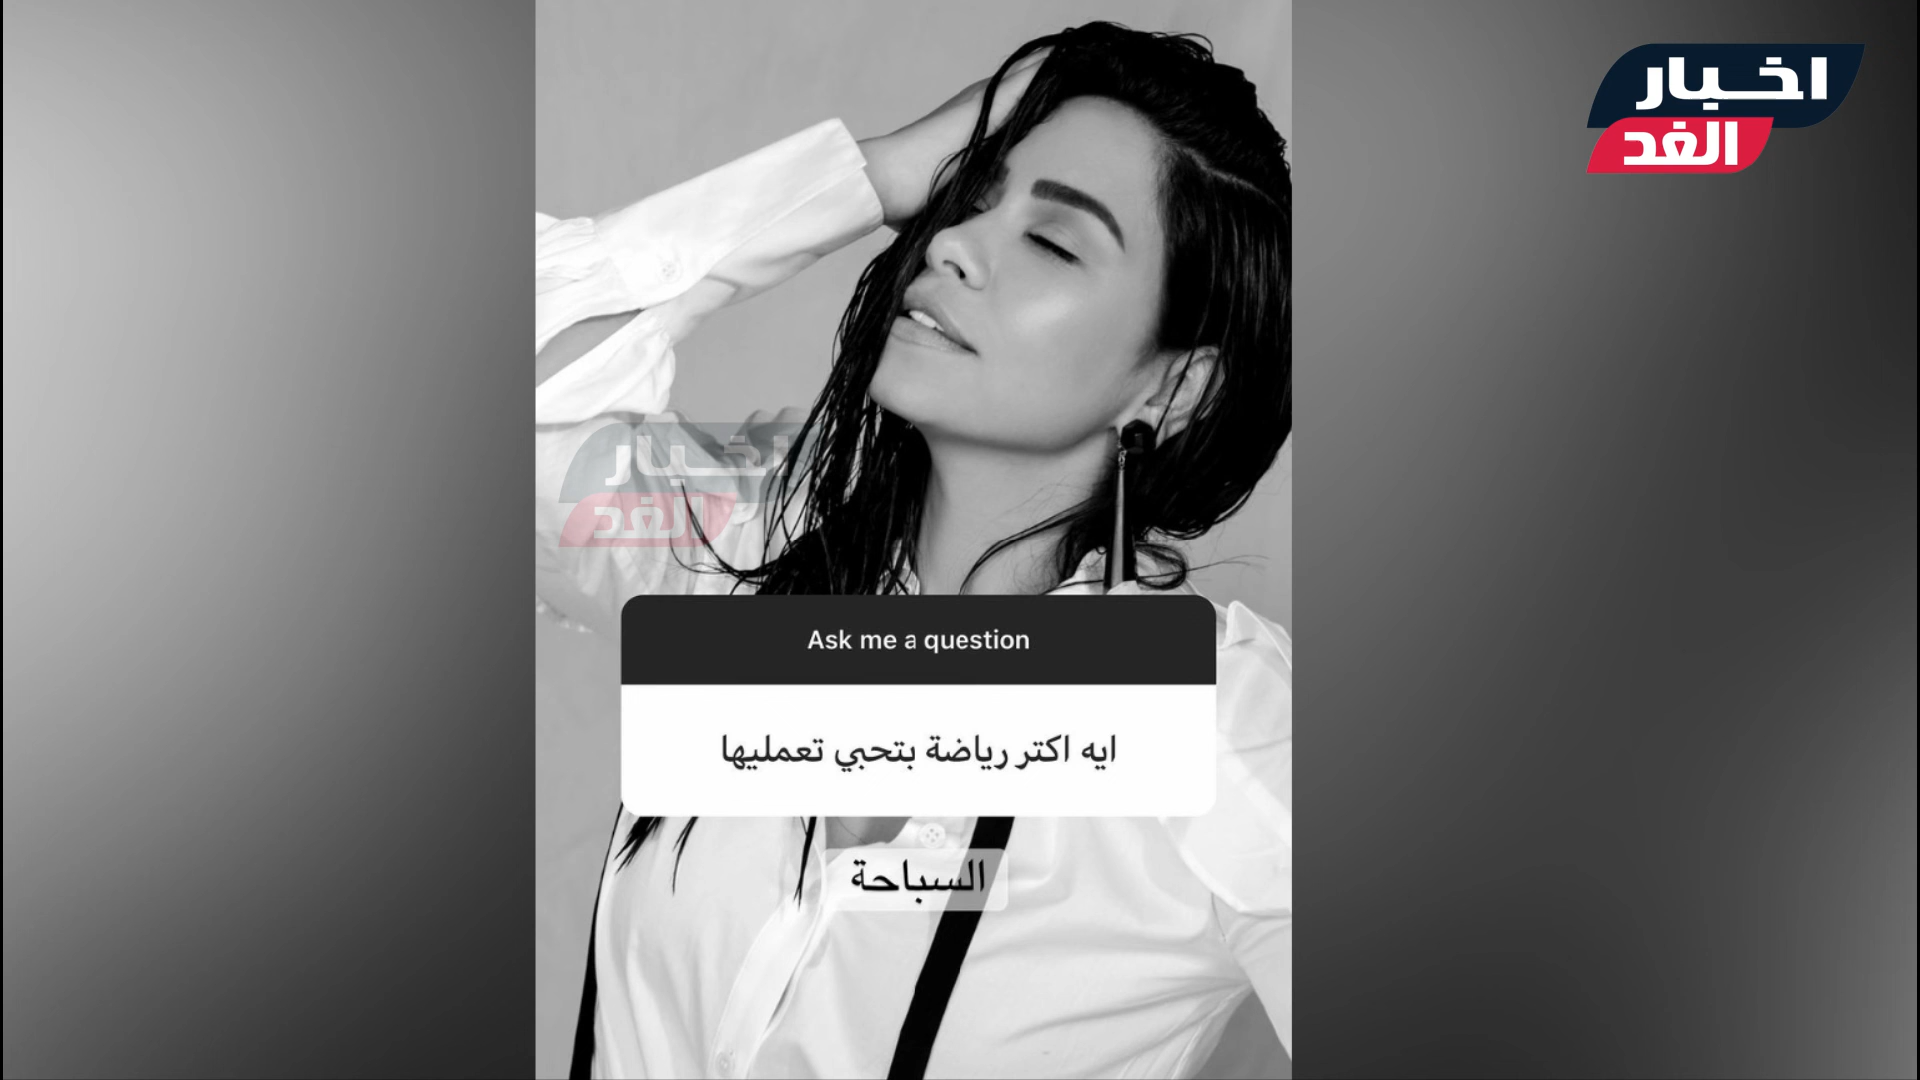 اخبار
الغد
اخبار
الغد
Ask me a question
ايه اكتر رياضة بتحبي تعمليها
السباحة